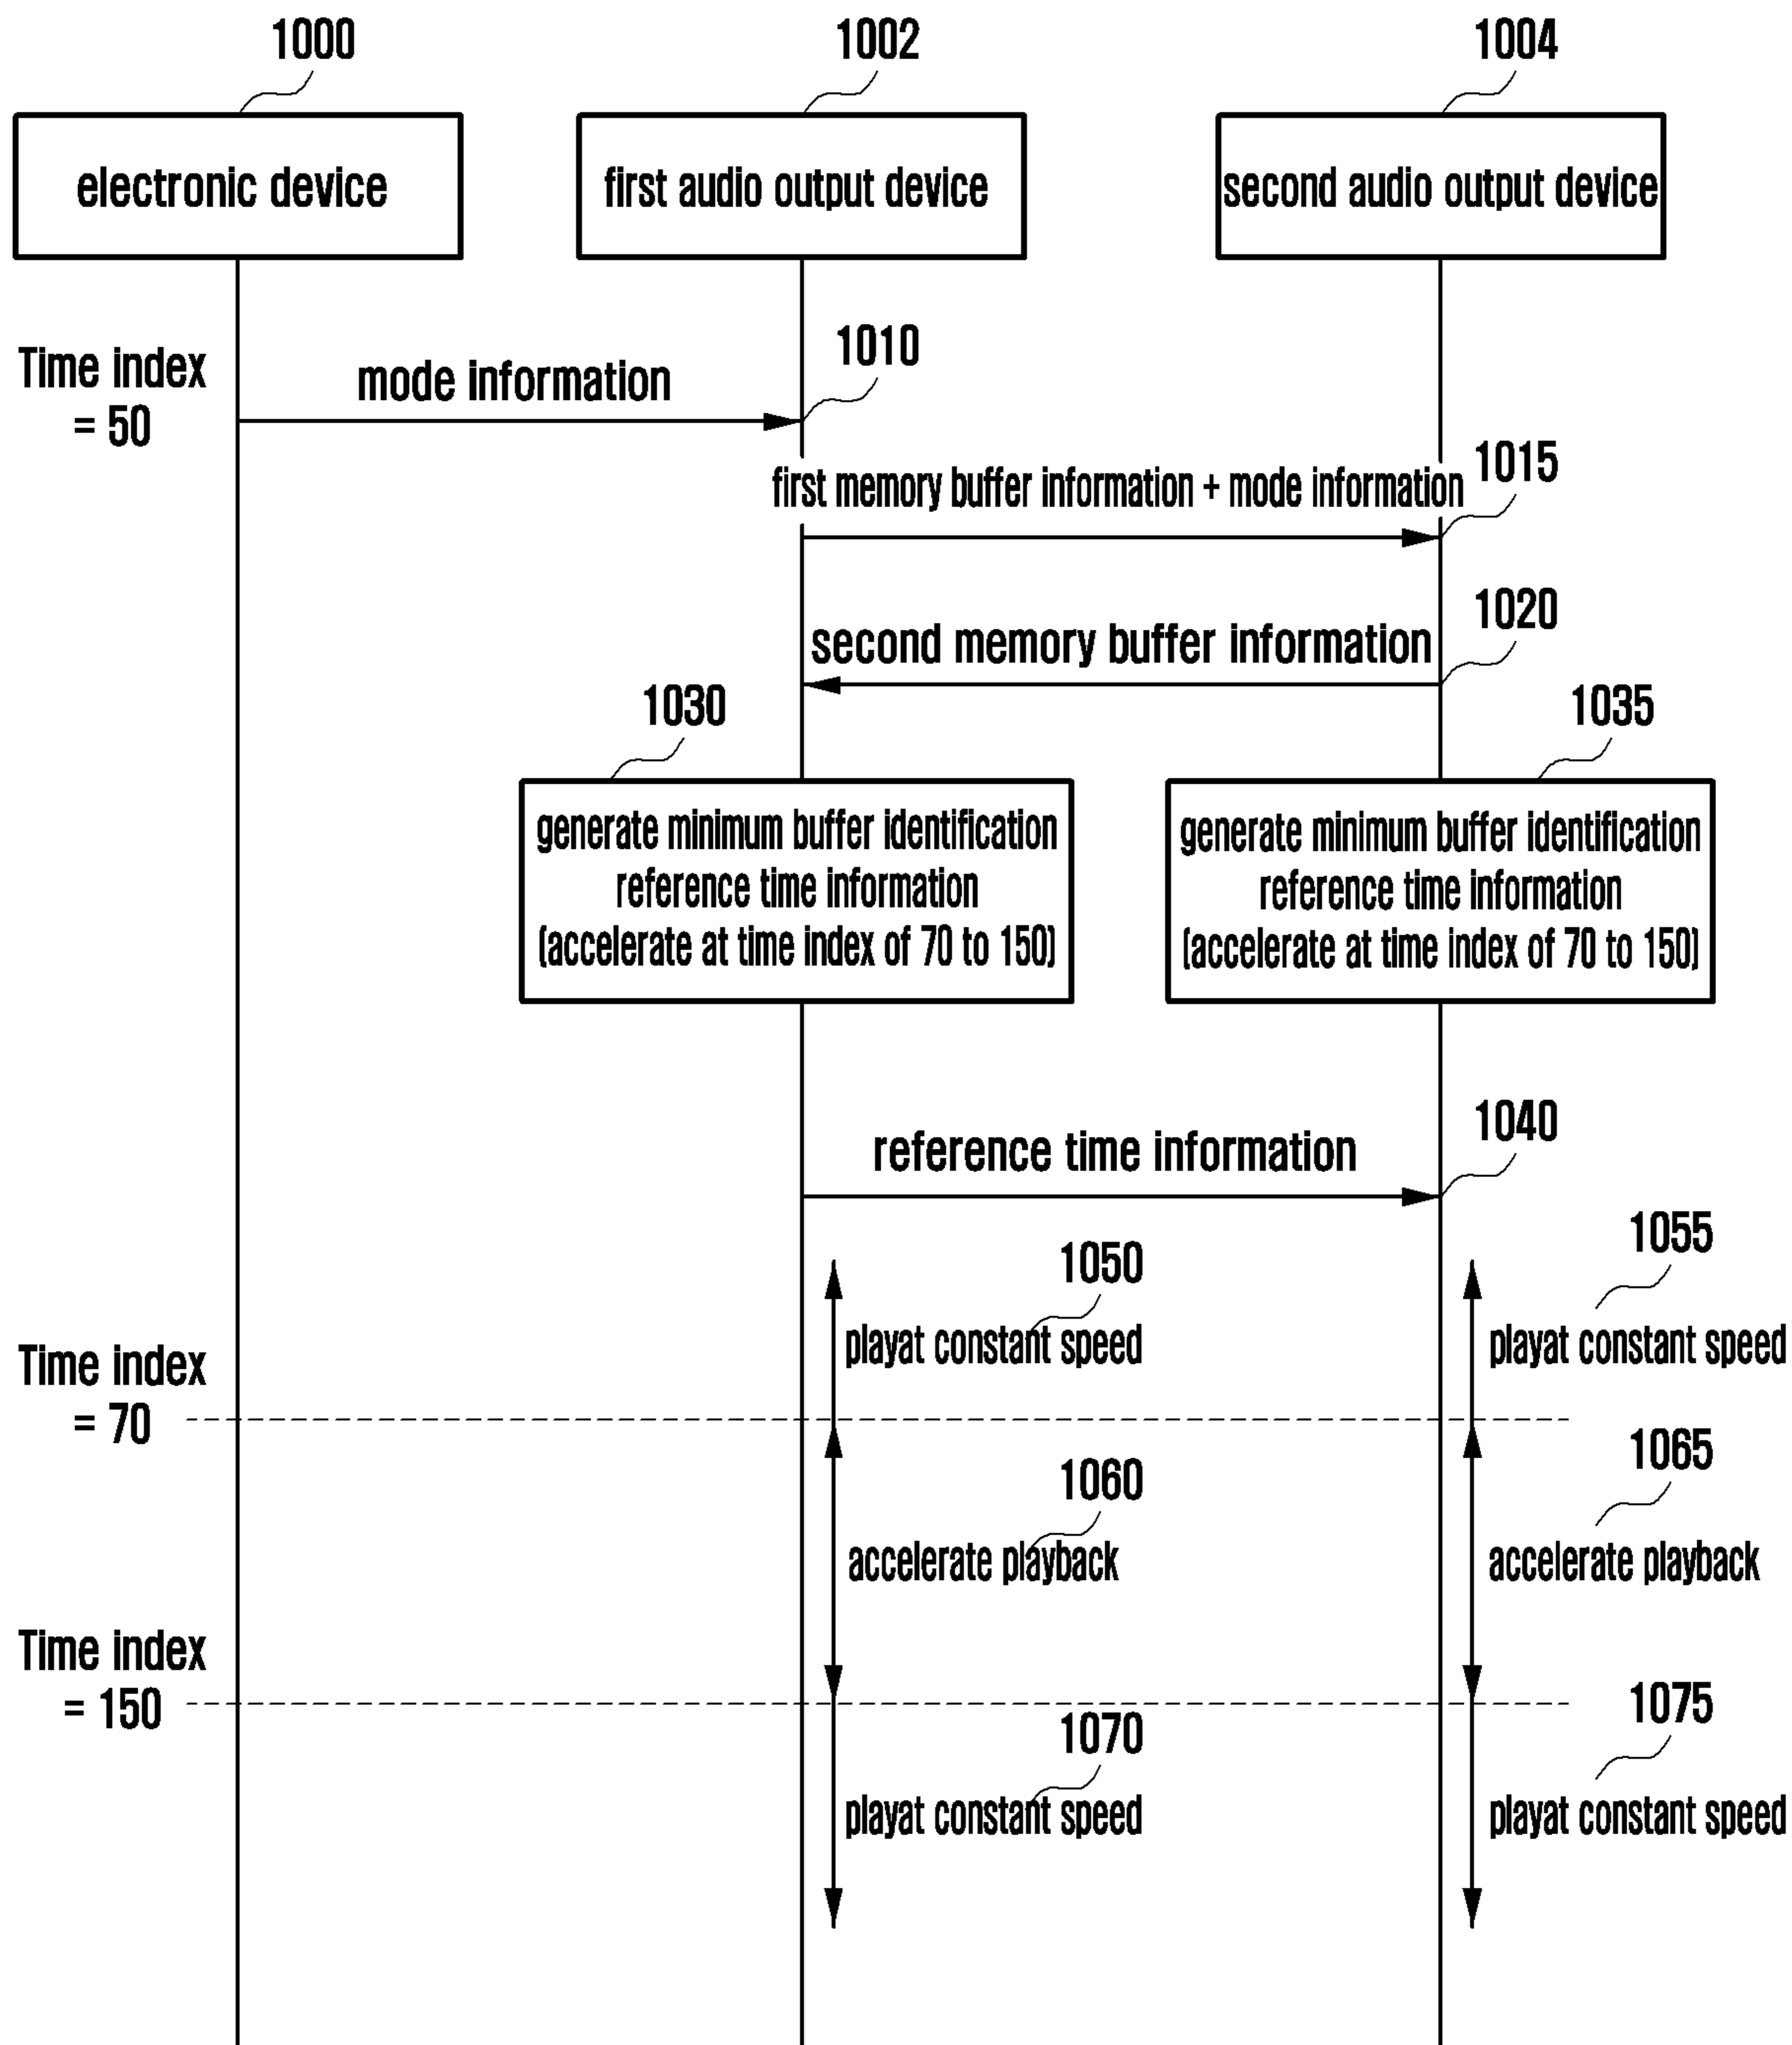 1000
1002
1004
electronic device
first audio output device
second audio output device
1010
Time index
= 50
mode information
1015
first memory buffer information + mode information
1020
second memory buffer information
1030
1035
generate minimum buffer identification
reference time information
(accelerate at time index of 70 to 150)
generate minimum buffer identification
reference time information
(accelerate at time index of 70 to 150)
1040
reference time information
1055
1050
playat constant speed
playat constant speed
Time index
= 70
1065
1060
accelerate playback
accelerate playback
Time index
= 150
1075
1070
playat constant speed
playat constant speed